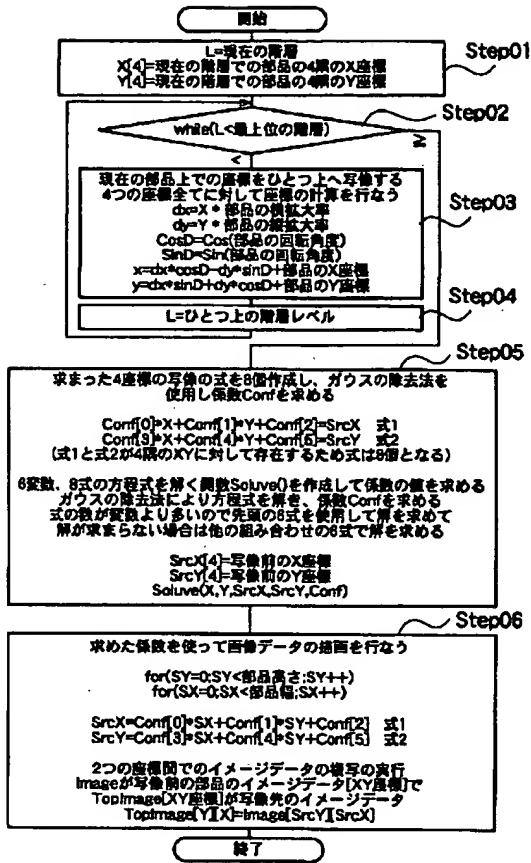 開始
Step01
L=現在の階層
X[4]=現在の階層での部品の4隅のX座標
Y[4]=現在の階層での部品の4隅のY座標
Step02
while(L<最上位の階層)
<
≧
Step03
現在の部品上での座標をひとつ上へ写像する
4つの座標全てに対して座標の計算を行なう
dx=X * 部品の横拡大率
dy=Y * 部品の縦拡大率
CosD=Cos(部品の回転角度)
SinD=Sin(部品の回転角度)
x=dx*cosD-dy*sinD+部品のX座標
y=dx*sinD+dy*cosD+部品のY座標
Step04
L=ひとつ上の階層レベル
Step05
求まった4座標の写像の式を8個作成し、ガウスの除去法を
使用し係数Confを求める
Conf[0]*X+Conf[1]*Y+Conf[2]=SrcX 式1
Conf[3]*X+Conf[4]*Y+Conf[5]=SrcY 式2
(式1と式2が4隅のXYに対して存在するため式は8個となる)
6変数、8式の方程式を解く関数Soluve()を作成して係数の値を求める
ガウスの除去法により方程式を解き、係数Confを求める
式の数が変数より多いので先頭の6式を使用して解を求めて
解が求まらない場合は他の組み合わせの6式で解を求める
SrcX[4]=写像前のX座標
SrcY[4]=写像前のY座標
Soluve(X,Y,SrcX,SrcY,Conf)
Step06
求めた係数を使って画像データの描画を行なう
for(SY=0;SY<部品高さ;SY++)
for(SX=0;SX<部品幅;SX++)
SrcX=Conf[0]*SX+Conf[1]*SY+Conf[2] 式1
SrcY=Conf[3]*SX+Conf[4]*SY+Conf[5] 式2
2つの座標間でのイメージデータの複写の実行
Imageが写像前の部品のイメージデータ[XY座標]で
TopImage[XY座標]が写像先のイメージデータ
TopImage[Y][X]=Image[SrcY][SrcX]
終了